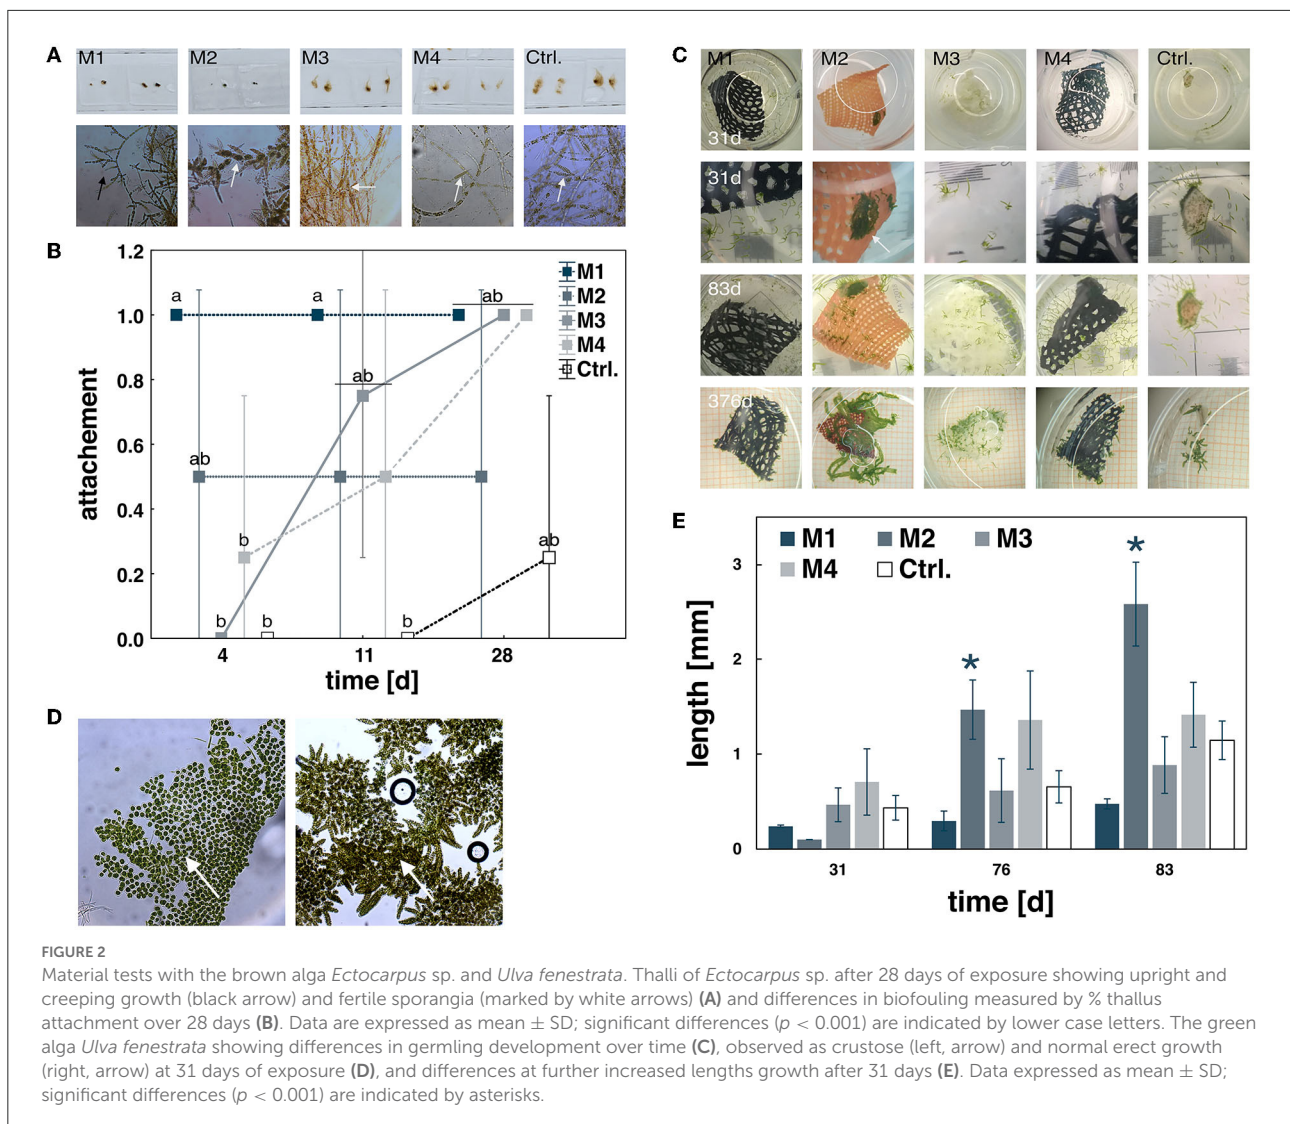 A
M1
M2
M3
M4
Ctrl.
B
1.2
1.0
0.8
0.6
0.4
0.2
0.0
attachement
a
a
ab
ab
ab
b
b
b
b
ab
M1
M2
M3
M4
Ctrl.
4
11
28
time [d]
C
M1
M2
M3
M4
Ctrl.
31d
31d
83d
376d
D
E
M1
M2
M3
M4
Ctrl.
*
*
3
2
1
0
length [mm]
31
76
83
time [d]
FIGURE 2
Material tests with the brown alga Ectocarpus sp. and Ulva fenestrata. Thalli of Ectocarpus sp. after 28 days of exposure showing upright and
creeping growth (black arrow) and fertile sporangia (marked by white arrows) (A) and differences in biofouling measured by % thallus
attachment over 28 days (B). Data are expressed as mean ± SD; significant differences (p < 0.001) are indicated by lower case letters. The green
alga Ulva fenestrata showing differences in germling development over time (C), observed as crustose (left, arrow) and normal erect growth
(right, arrow) at 31 days of exposure (D), and differences at further increased lengths growth after 31 days (E). Data expressed as mean ± SD;
significant differences (p < 0.001) are indicated by asterisks.